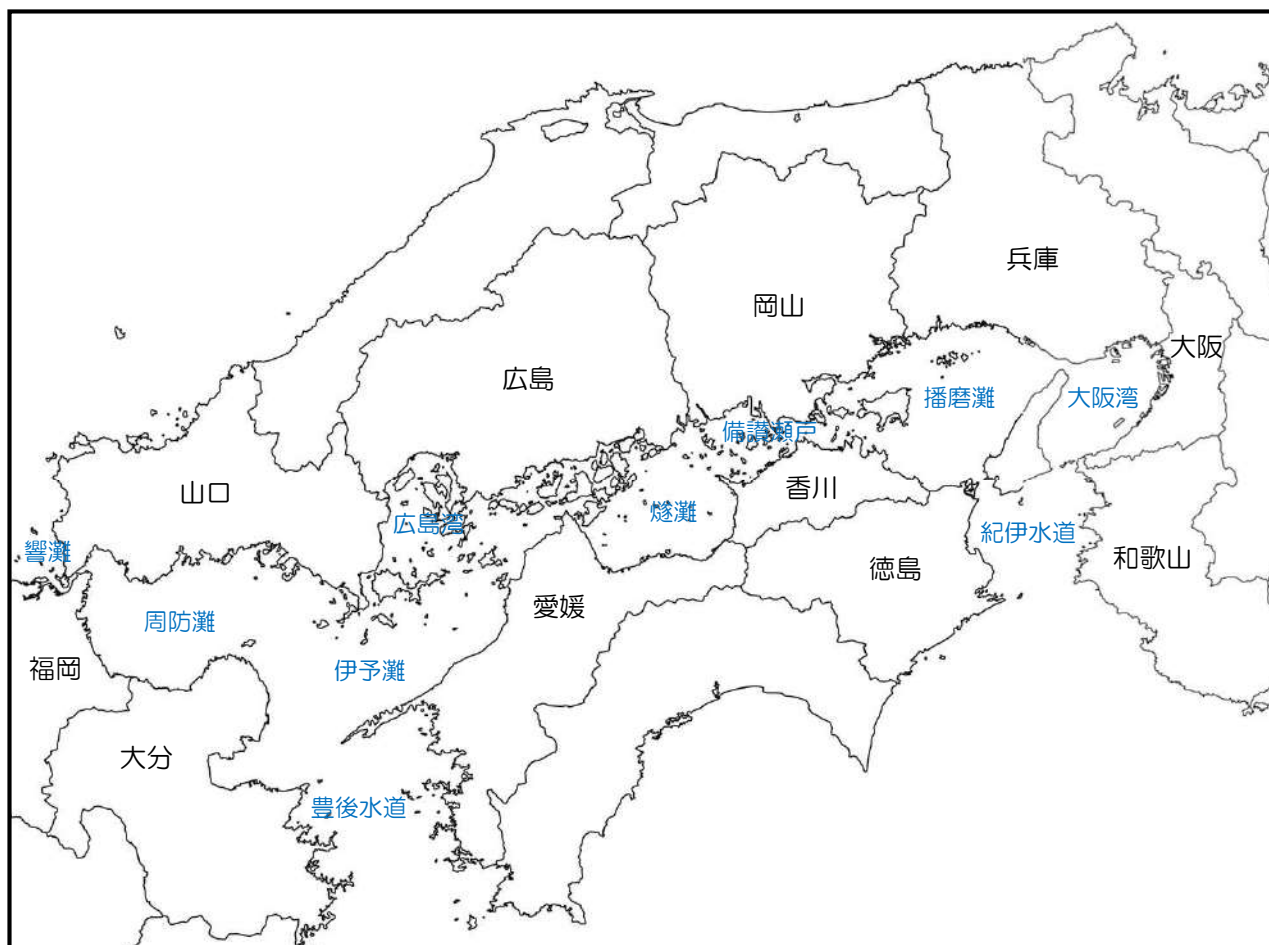 兵庫
岡山
大阪
広島
播磨灘
大阪湾
備讃瀬戸
香川
山口
燧灘
広島湾
紀伊水道
響灘
和歌山
徳島
愛媛
周防灘
福岡
伊予灘
大分
豊後水道